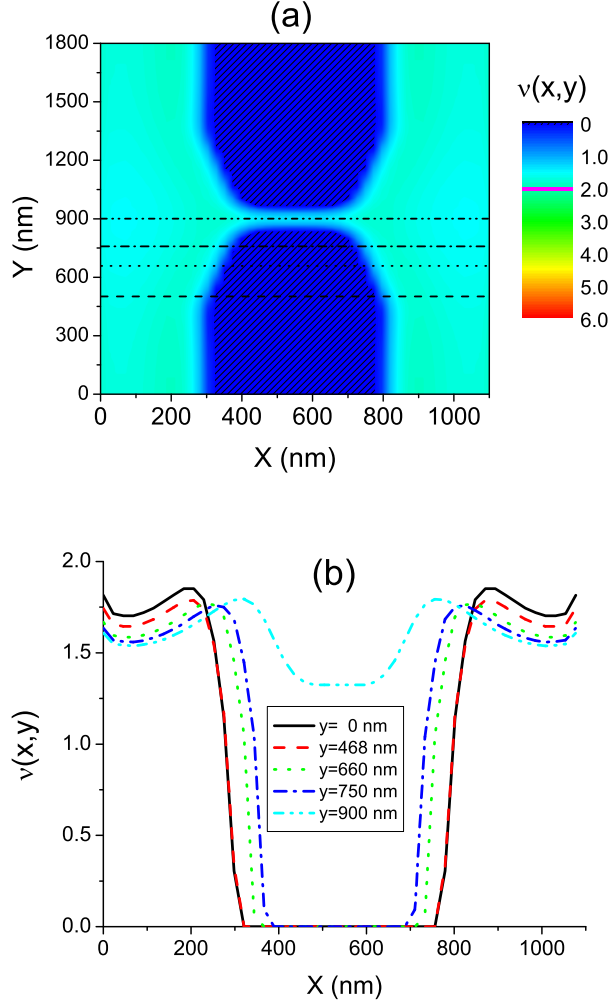 (a)
1800
1500
1200
900
600
300
0
Y (nm)
0 200 400 600 800 1000
X (nm)
ν(x,y)
0
1.0
2.0
3.0
4.0
5.0
6.0
(b)
2.0
1.5
1.0
0.5
0.0
ν(x,y)
y= 0 nm
y=468 nm
y=660 nm
y=750 nm
y=900 nm
0 200 400 600 800 1000
X (nm)